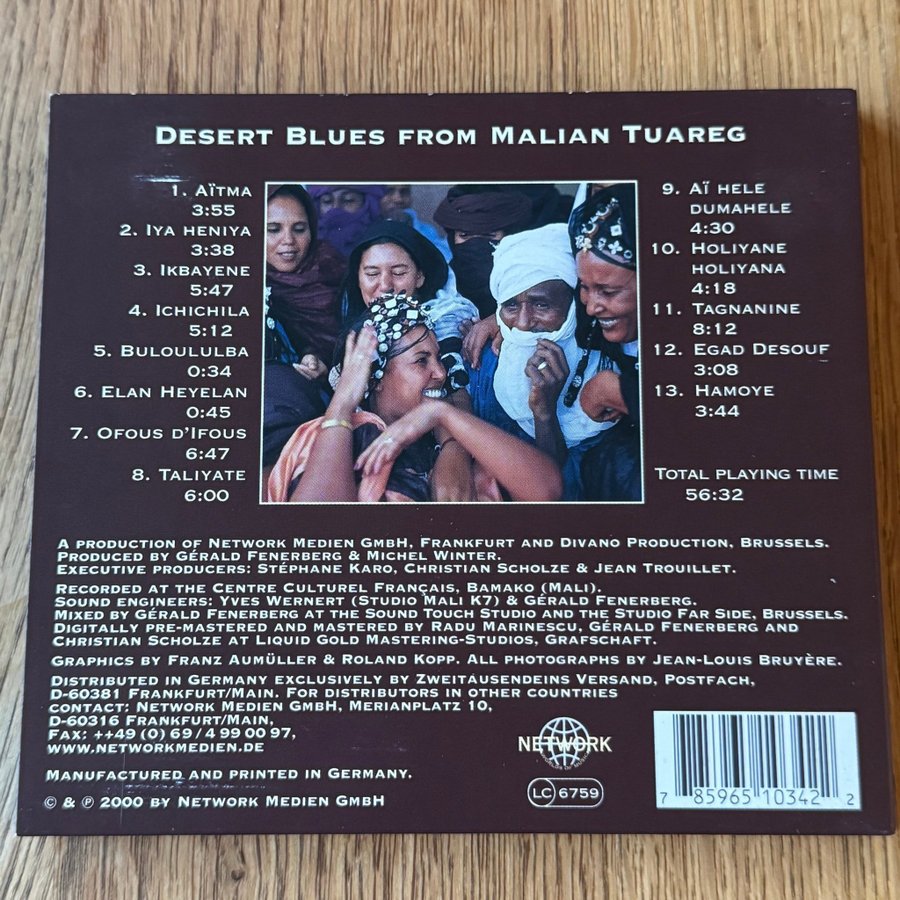 Desert Blues from Malian Tuareg
1. Aïtma
3:55
2. Iya heniya
3:38
3. Ikbayene
5:47
4. Ichichila
5:12
5. Buloululba
0:34
6. Elan Heyelan
0:45
7. Ofous d'Ifous
6:47
8. Taliyate
6:00
9. Aï hele
dumahele
4:30
10. Holiyane
holiyana
4:18
11. Tagnanine
8:12
12. Egad Desouf
3:08
13. Hamoye
3:44
Total playing time
56:32
A production of Network Medien GmbH, Frankfurt and Divano Production, Brussels.
Produced by Gérald Fenerberg & Michel Winter.
Executive producers: Stéphane Karo, Christian Scholze & Jean Trouillet.
Recorded at the Centre Culturel Français, Bamako (Mali).
Sound engineers: Yves Wernert (Studio Mali K7) & Gérald Fenerberg.
Mixed by Gérald Fenerberg at the Sound Touch Studio and the Studio Far Side, Brussels.
Digitally pre-mastered and mastered by Radu Marinescu, Gérald Fenerberg and
Christian Scholze at Liquid Gold Mastering-Studios, Grafschaft.
Graphics by Franz Aumüller & Roland Kopp. All photographs by Jean-Louis Bruyère.
Distributed in Germany exclusively by Zweitausendeins Versand, Postfach,
D-60381 Frankfurt/Main. For distributors in other countries
contact: Network Medien GmbH, Merianplatz 10,
D-60316 Frankfurt/Main,
Fax: ++49 (0) 69 / 4 99 00 97,
www.networkmedien.de
Manufactured and printed in Germany.
© & ℗ 2000 by Network Medien GmbH
NETWORK
LC 6759
7 85965 10342 2